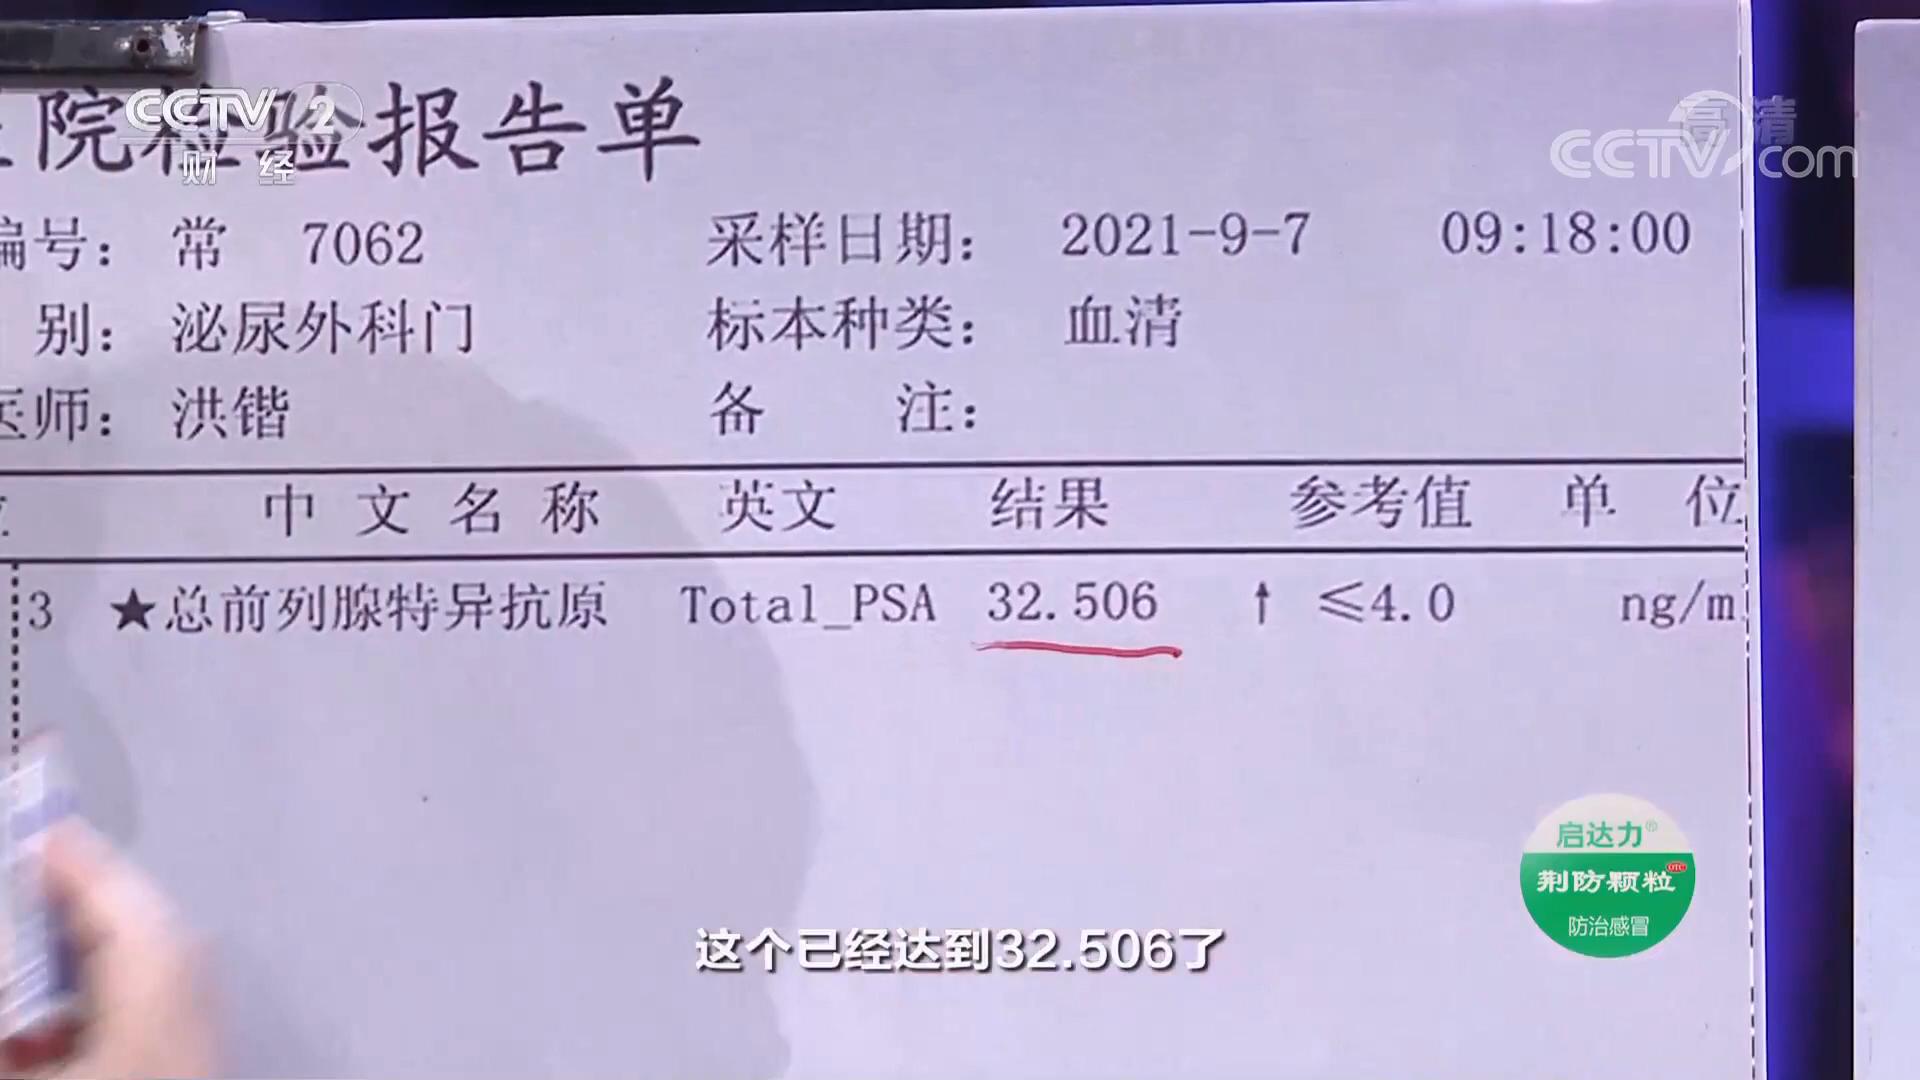 院检验报告单
CCTV 2
财经
高清
CCTV com
编号： 常 7062 采样日期： 2021-9-7 09:18:00
别： 泌尿外科门 标本种类： 血清
医师： 洪锴 备 注：
中文名称 英文 结果 参考值 单位
3 ★总前列腺特异抗原 Total_PSA 32.506 ↑ ≤4.0 ng/m
启达力®
荆防颗粒 OTC
防治感冒
这个已经达到32.506了